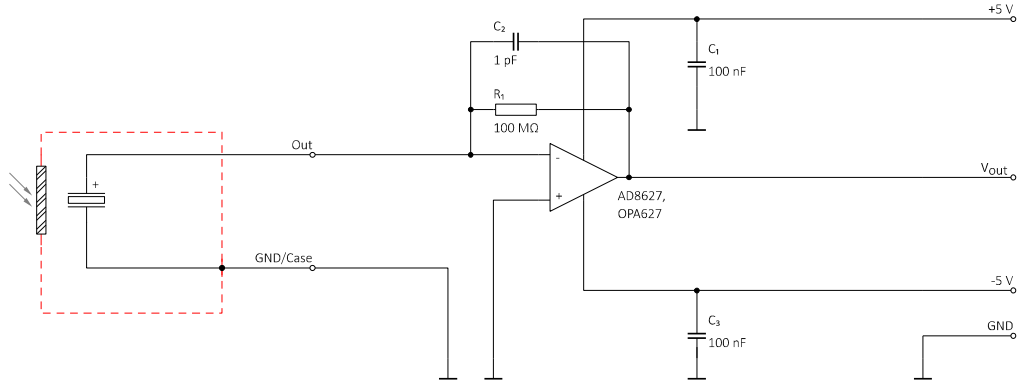 +5 V
C₂
1 pF
C₁
100 nF
R₁
100 MΩ
Out
-
+
+
AD8627,
OPA627
Vout
GND/Case
-5 V
C₃
100 nF
GND